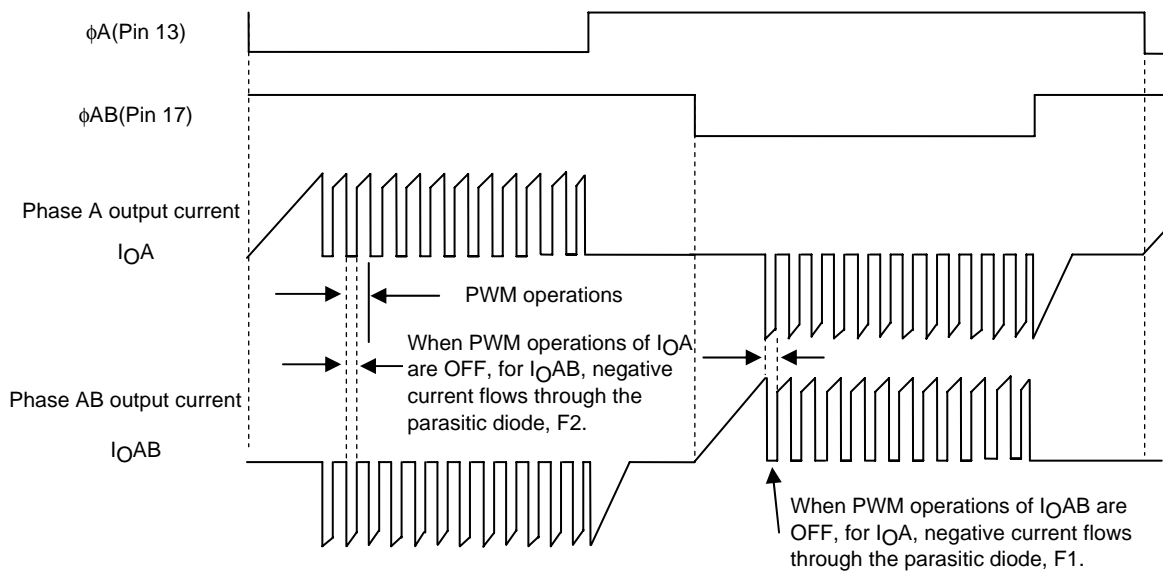 ϕA(Pin 13)
ϕAB(Pin 17)
Phase A output current
IOA
PWM operations
When PWM operations of IOA
are OFF, for IOAB, negative
current flows through the
parasitic diode, F2.
Phase AB output current
IOAB
When PWM operations of IOAB are
OFF, for IOA, negative current flows
through the parasitic diode, F1.